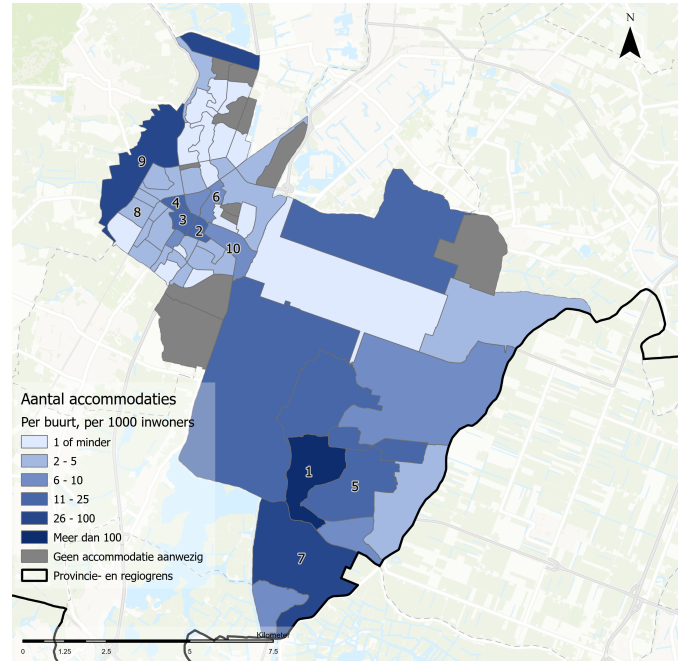 N
9
6
4
8
3
2
10
1
5
7
Aantal accommodaties
Per buurt, per 1000 inwoners
1 of minder
2 - 5
6 - 10
11 - 25
26 - 100
Meer dan 100
Geen accommodatie aanwezig
Provincie- en regiogrens
Kilometer
0 1,25 2.5 5 7.5